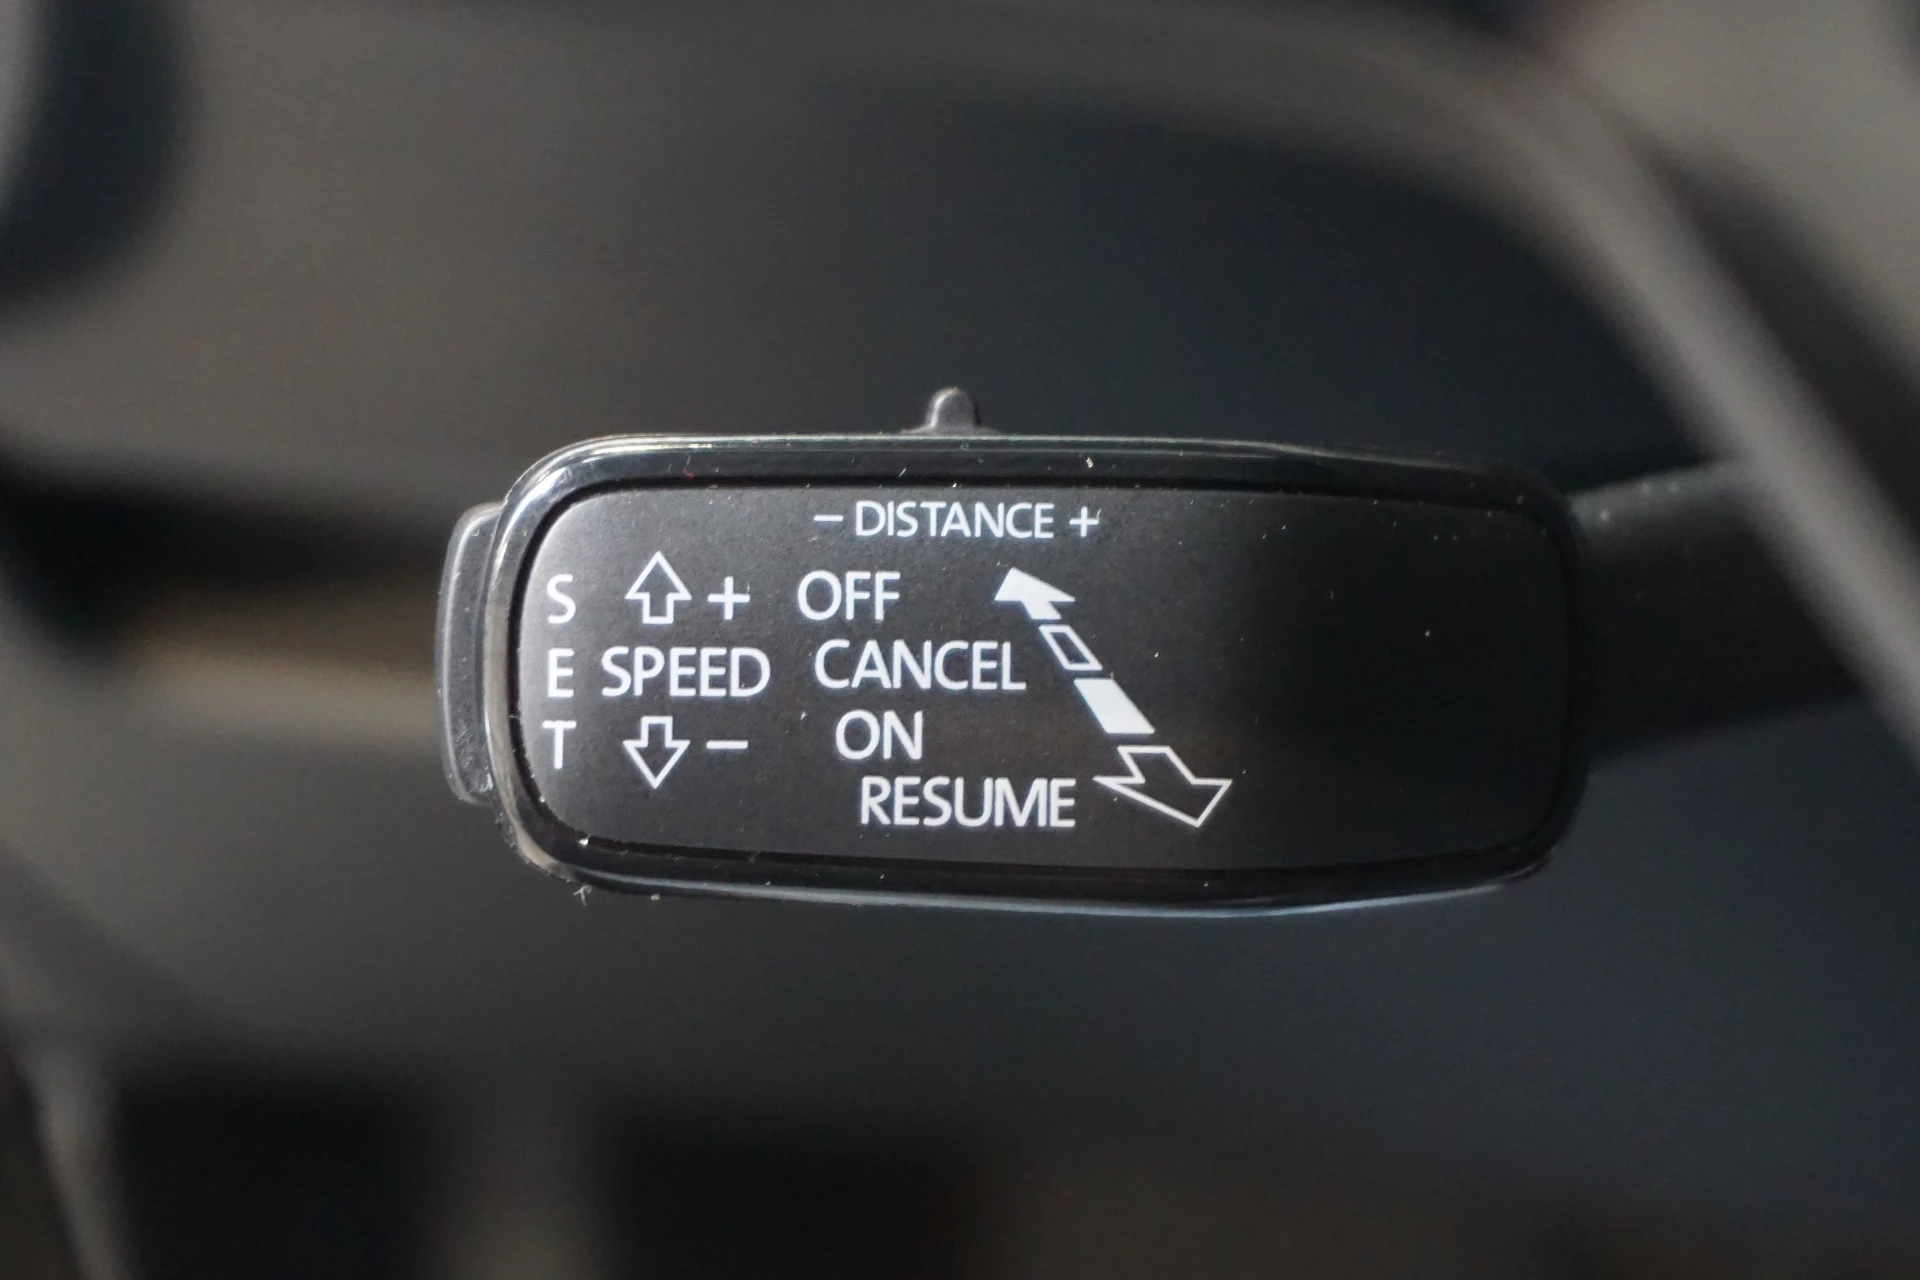 – DISTANCE +
S + OFF
E SPEED CANCEL
T – ON
RESUME